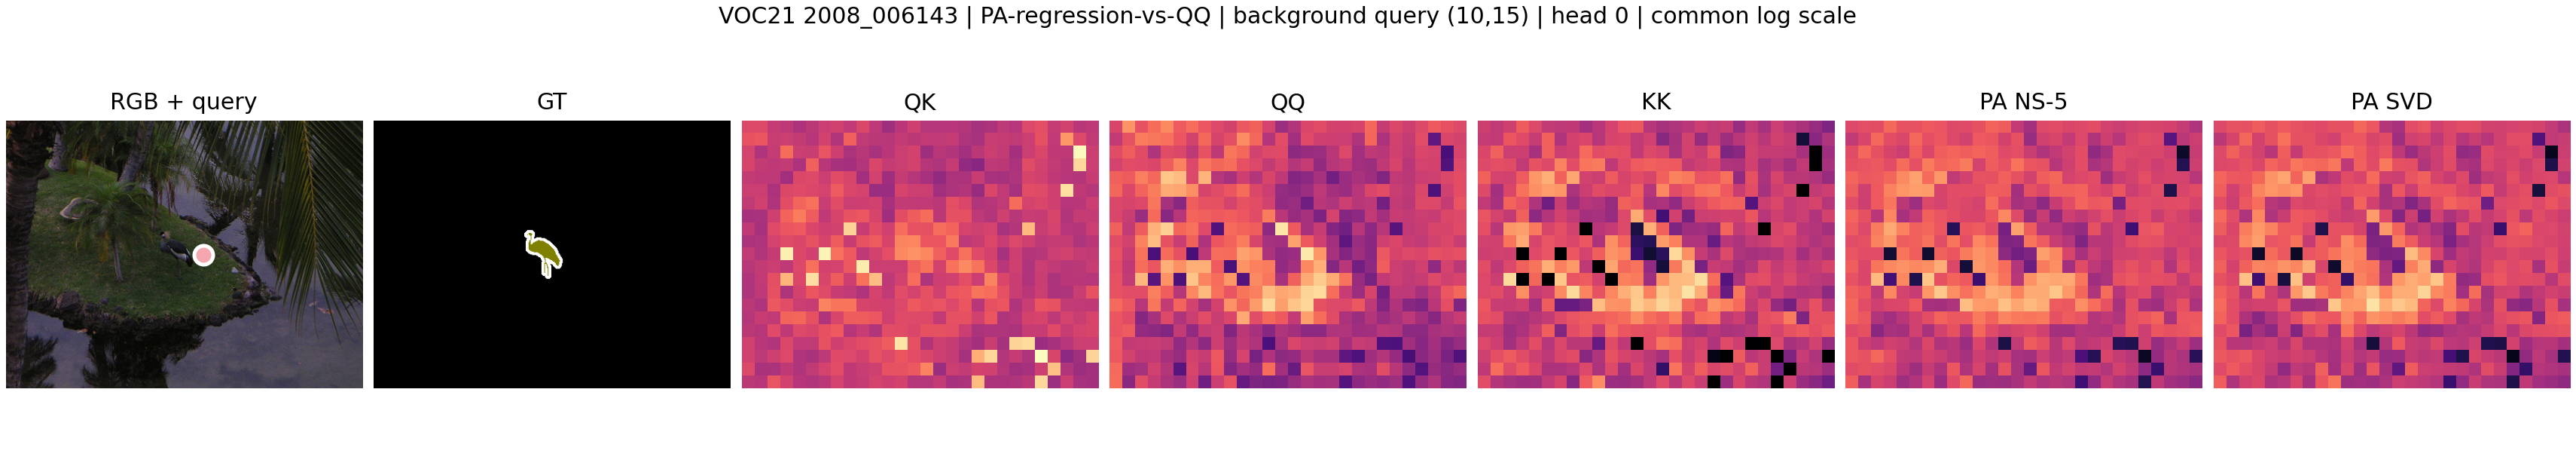 VOC21 2008_006143 | PA-regression-vs-QQ | background query (10,15) | head 0 | common log scale
RGB + query
GT
QK
QQ
KK
PA NS-5
PA SVD